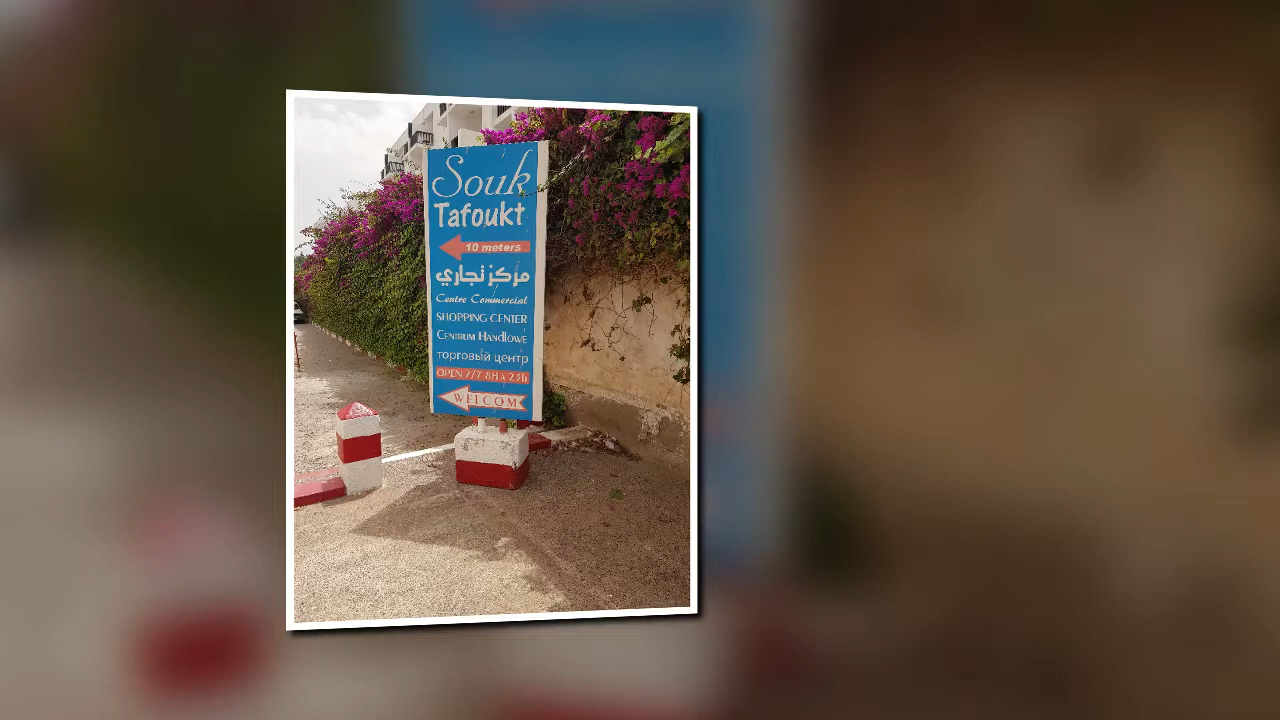 Souk
Tafoukt
10 meters
مركز تجاري
Centre Commercial
SHOPPING CENTER
CENTRUM HANDLOWE
торговый центр
OPEN 7/7 8H à 23h
WELCOM